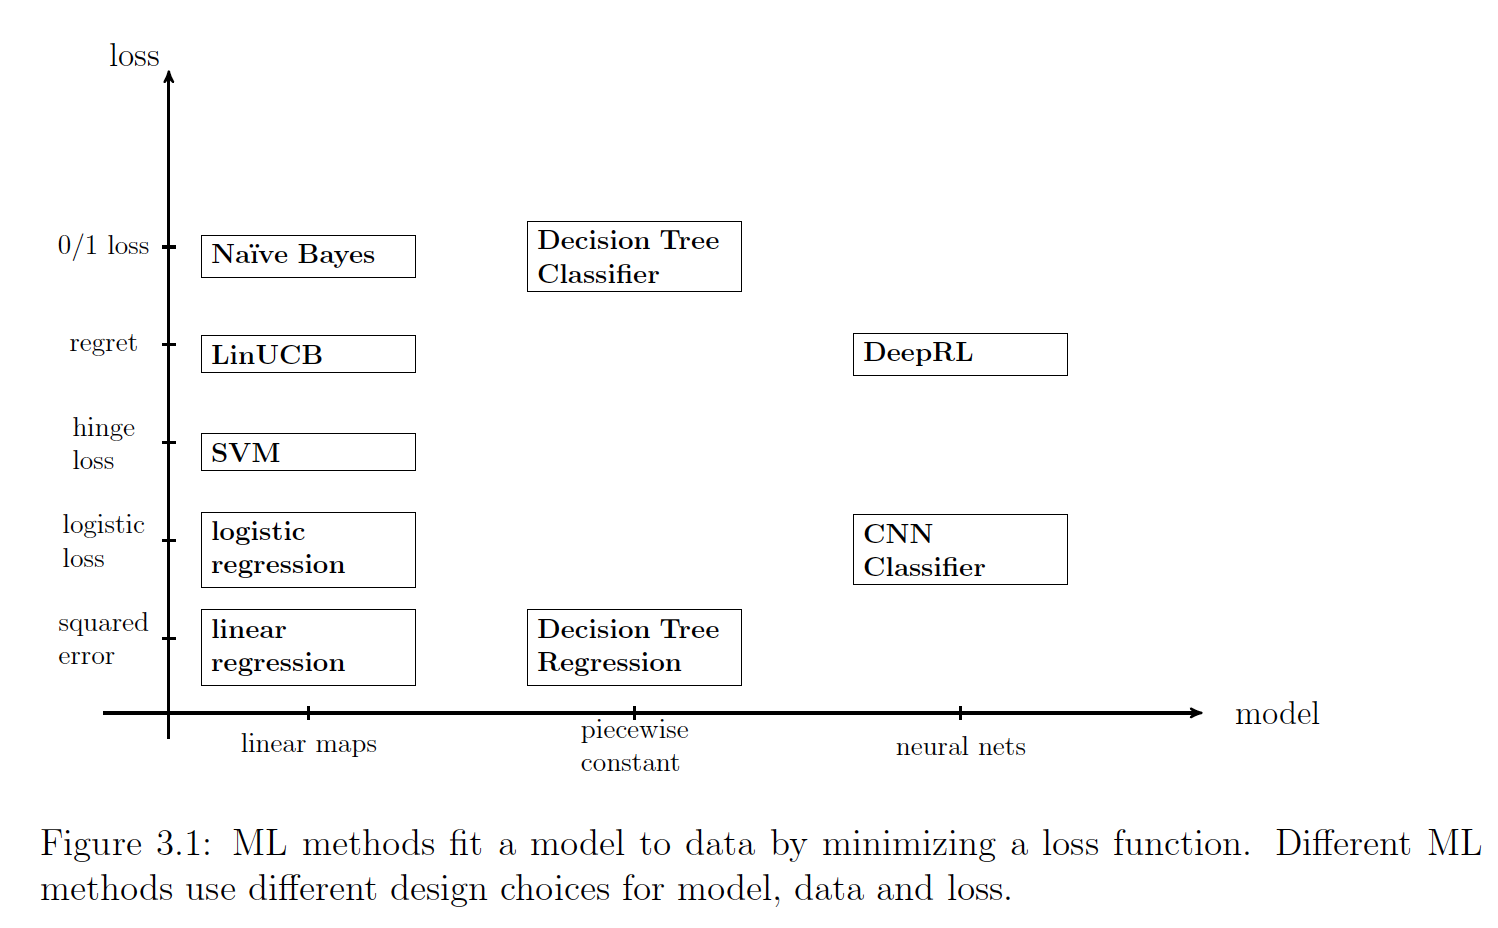 loss
0/1 loss
Naïve Bayes
Decision Tree
Classifier
regret
LinUCB
DeepRL
hinge
loss
SVM
logistic
loss
logistic
regression
CNN
Classifier
squared
error
linear
regression
Decision Tree
Regression
model
linear maps
piecewise
constant
neural nets
Figure 3.1: ML methods fit a model to data by minimizing a loss function. Different ML
methods use different design choices for model, data and loss.